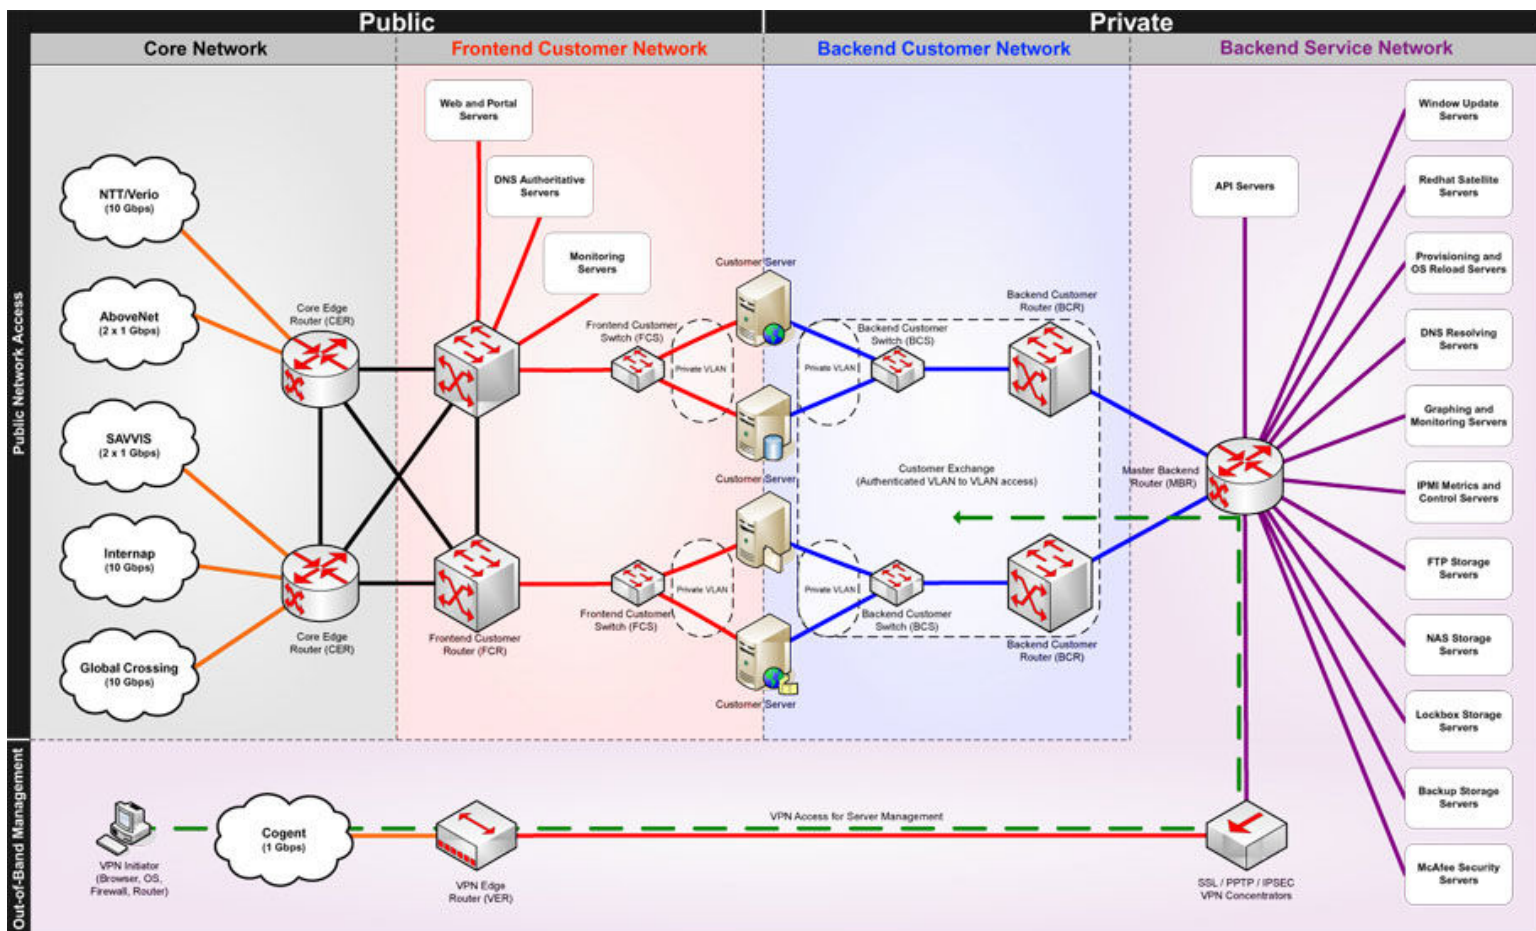 Public
Private
Core Network
Frontend Customer Network
Backend Customer Network
Backend Service Network
Public Network Access
Out-of-Band Management
NTT/Verio
(10 Gbps)
AboveNet
(2 x 1 Gbps)
SAVVIS
(2 x 1 Gbps)
Internap
(10 Gbps)
Global Crossing
(10 Gbps)
Core Edge
Router (CER)
Core Edge
Router (CER)
Web and Portal
Servers
DNS Authoritative
Servers
Monitoring
Servers
Frontend Customer
Switch (FCS)
Private VLAN
Frontend Customer
Router (FCR)
Frontend Customer
Switch (FCS)
Private VLAN
Customer Server
Customer Server
Customer Server
Private VLAN
Backend Customer
Switch (BCS)
Backend Customer
Router (BCR)
Customer Exchange
(Authenticated VLAN to VLAN access)
Private VLAN
Backend Customer
Switch (BCS)
Backend Customer
Router (BCR)
Master Backend
Router (MBR)
API Servers
Window Update
Servers
Redhat Satellite
Servers
Provisioning and
OS Reload Servers
DNS Resolving
Servers
Graphing and
Monitoring Servers
IPMI Metrics and
Control Servers
FTP Storage
Servers
NAS Storage
Servers
Lockbox Storage
Servers
Backup Storage
Servers
McAfee Security
Servers
VPN Initiator
(Browser, OS,
Firewall, Router)
Cogent
(1 Gbps)
VPN Edge
Router (VER)
VPN Access for Server Management
SSL / PPTP / IPSEC
VPN Concentrators